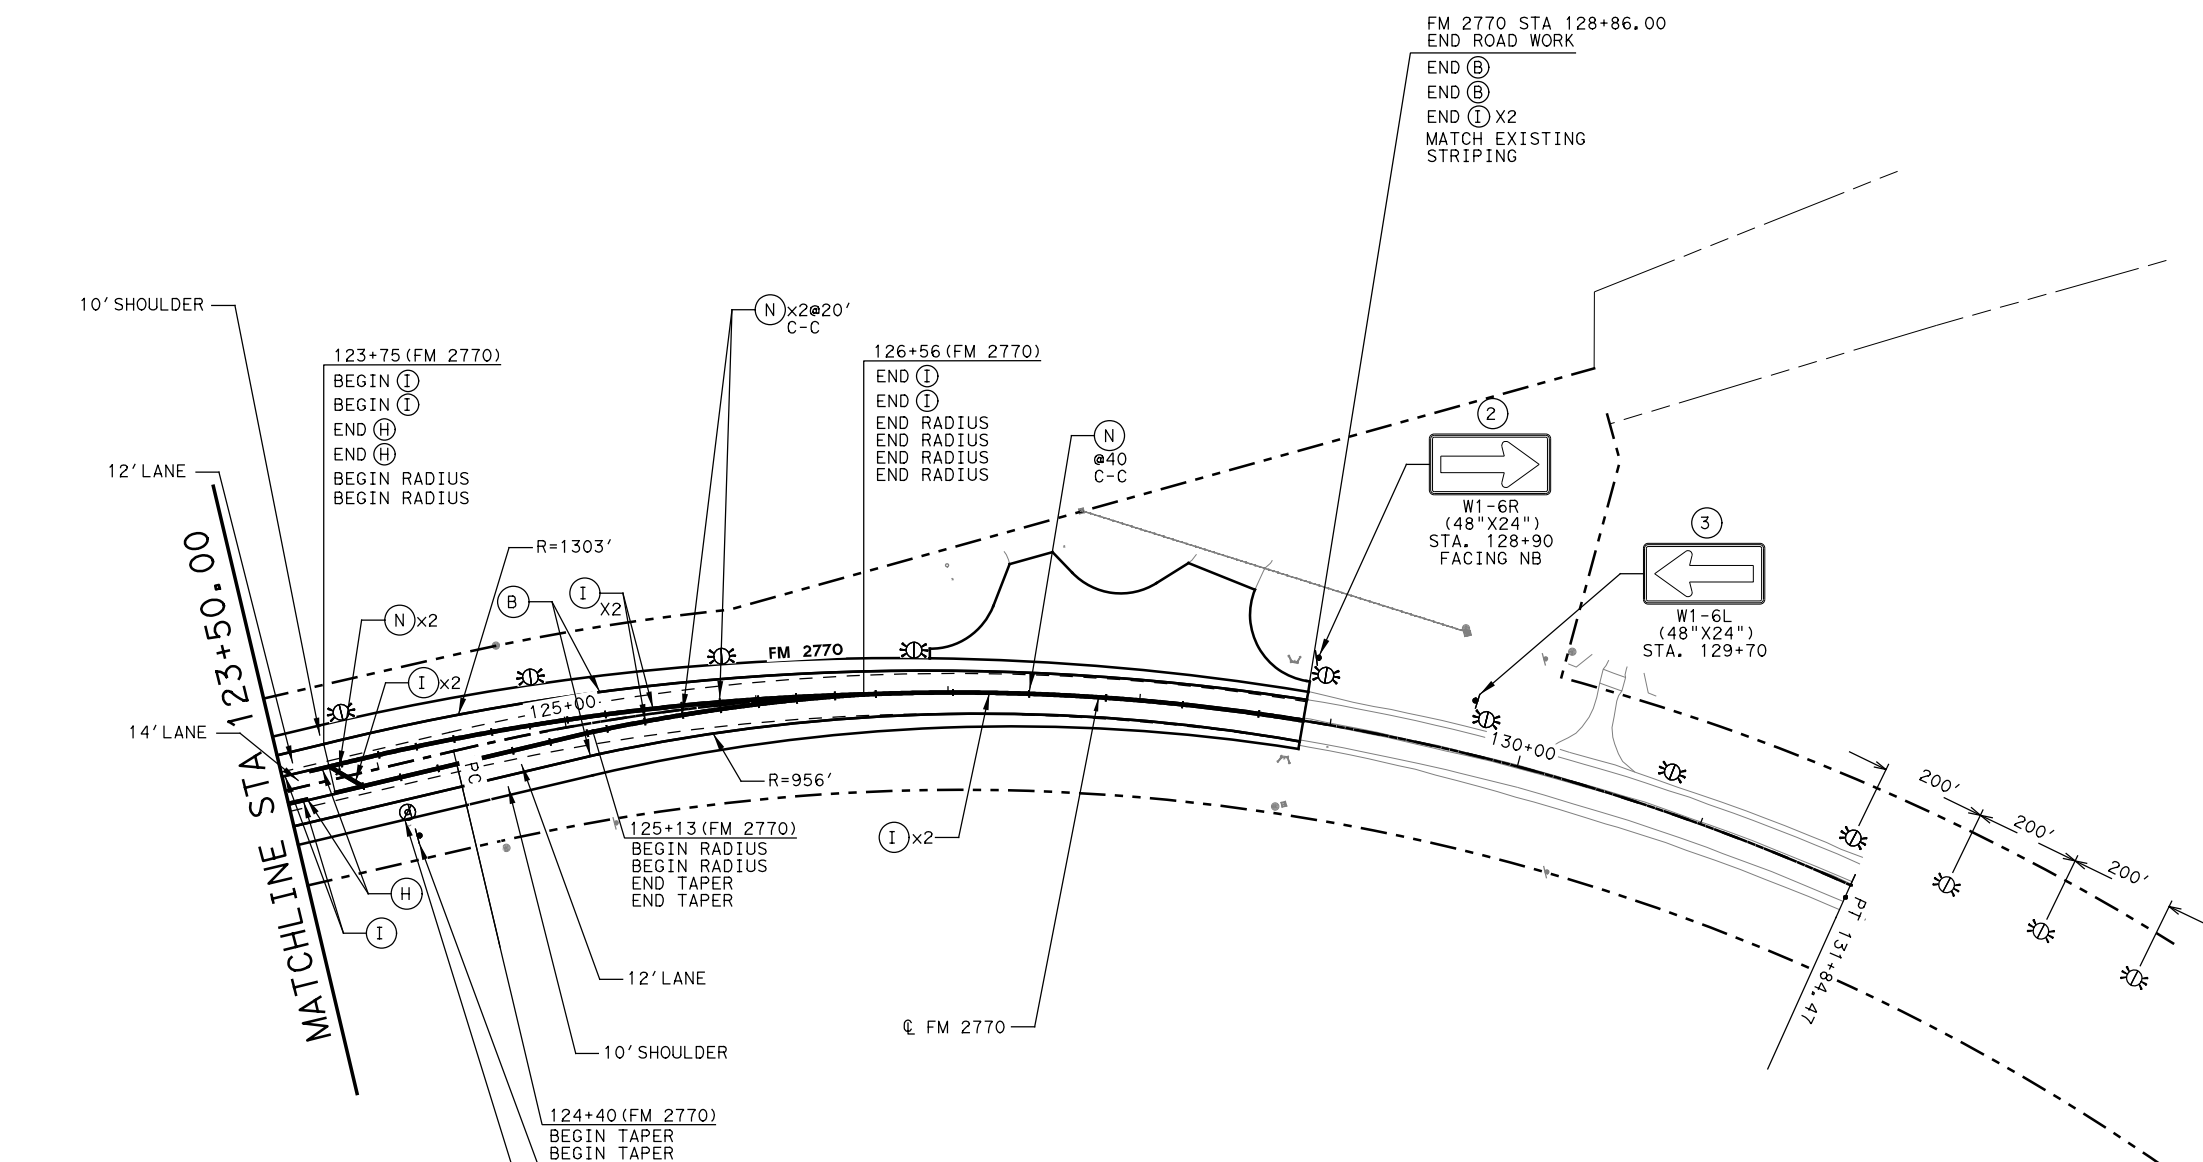 FM 2770 STA 128+86.00
END ROAD WORK
END B
END B
END I X2
MATCH EXISTING
STRIPING
10' SHOULDER
N x2@20'
C-C
123+75 (FM 2770)
BEGIN I
BEGIN I
END H
END H
BEGIN RADIUS
BEGIN RADIUS
126+56 (FM 2770)
END I
END I
END RADIUS
END RADIUS
END RADIUS
END RADIUS
N
@40
C-C
2
W1-6R
(48"X24")
STA. 128+90
FACING NB
3
W1-6L
(48"X24")
STA. 129+70
12' LANE
R=1303'
B
I
X2
N x2
I x2
FM 2770
125+00
14' LANE
MATCHLINE STA 123+50.00
PC
R=956'
130+00
200'
200'
200'
125+13 (FM 2770)
BEGIN RADIUS
BEGIN RADIUS
END TAPER
END TAPER
I x2
H
I
12' LANE
PT 131+84.47
℄ FM 2770
10' SHOULDER
124+40 (FM 2770)
BEGIN TAPER
BEGIN TAPER